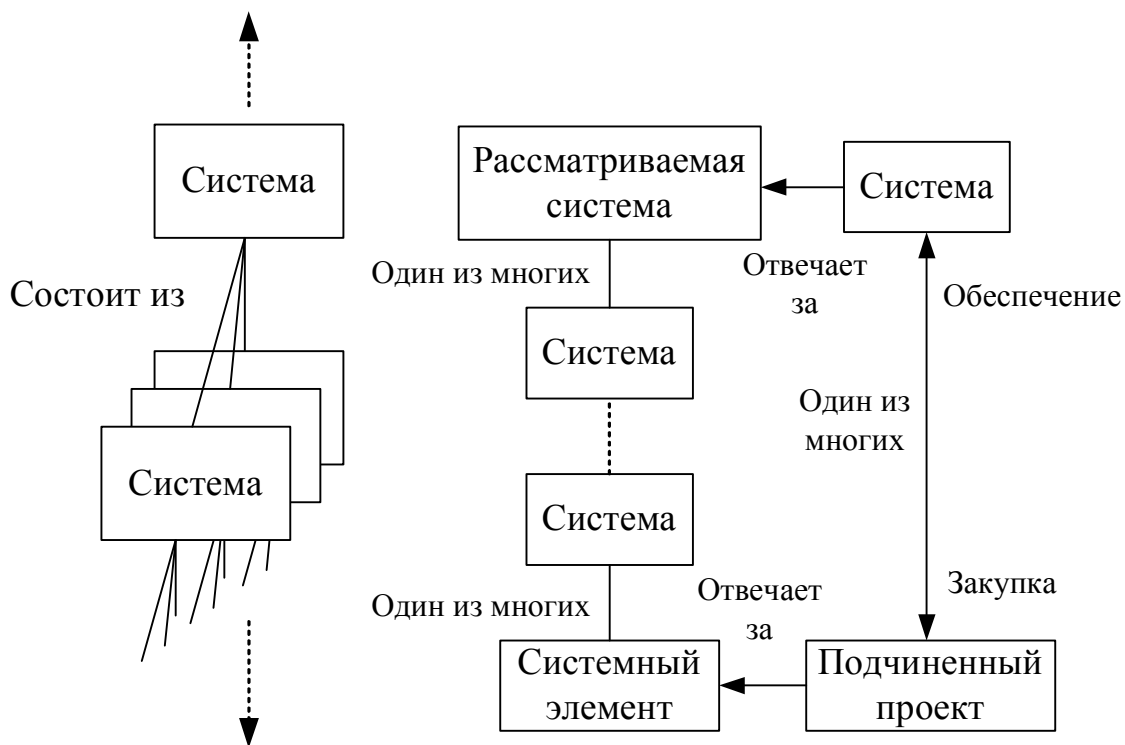 Система
Состоит из
Система
Рассматриваемая
система
Система
Один из многих
Отвечает
за
Обеспечение
Система
Один из
многих
Система
Закупка
Один из многих
Отвечает
за
Системный
элемент
Подчиненный
проект